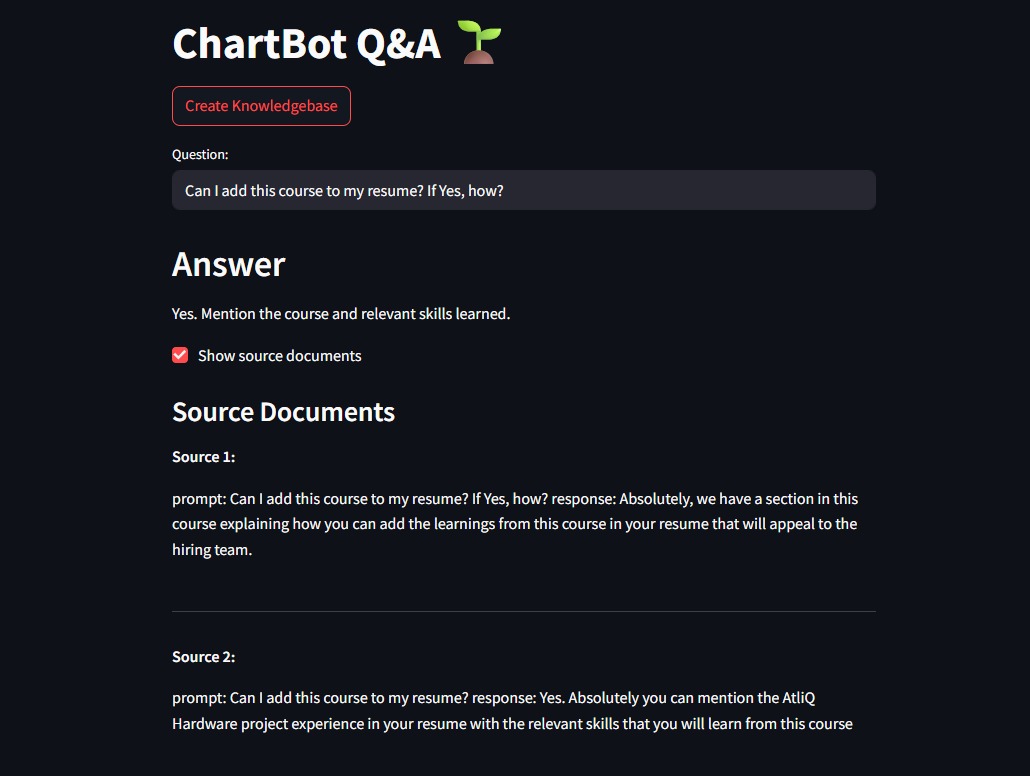 ChartBot Q&A 🌱
Create Knowledgebase
Question:
Can I add this course to my resume? If Yes, how?
Answer
Yes. Mention the course and relevant skills learned.
Show source documents
Source Documents
Source 1:
prompt: Can I add this course to my resume? If Yes, how? response: Absolutely, we have a section in this
course explaining how you can add the learnings from this course in your resume that will appeal to the
hiring team.
Source 2:
prompt: Can I add this course to my resume? response: Yes. Absolutely you can mention the AtliQ
Hardware project experience in your resume with the relevant skills that you will learn from this course